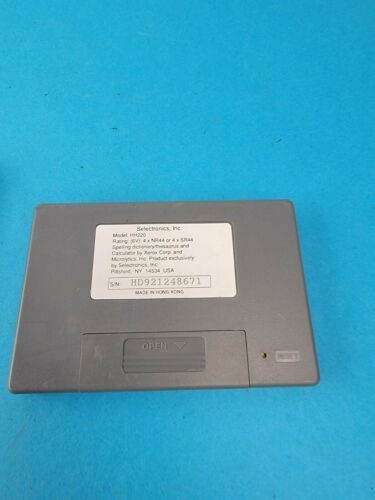 Selectronics, Inc.
Model: HH220
Rating: (6V) 4 x NR44 or 4 x SR44
Spelling dictionary/thesaurus and
Calculator by Xerox Corp. and
Microlytics, Inc. Product exclusively
by Selectronics, Inc.
Pittsford, NY 14534 USA
S/N: HD921248671
MADE IN HONG KONG
OPEN
RESET